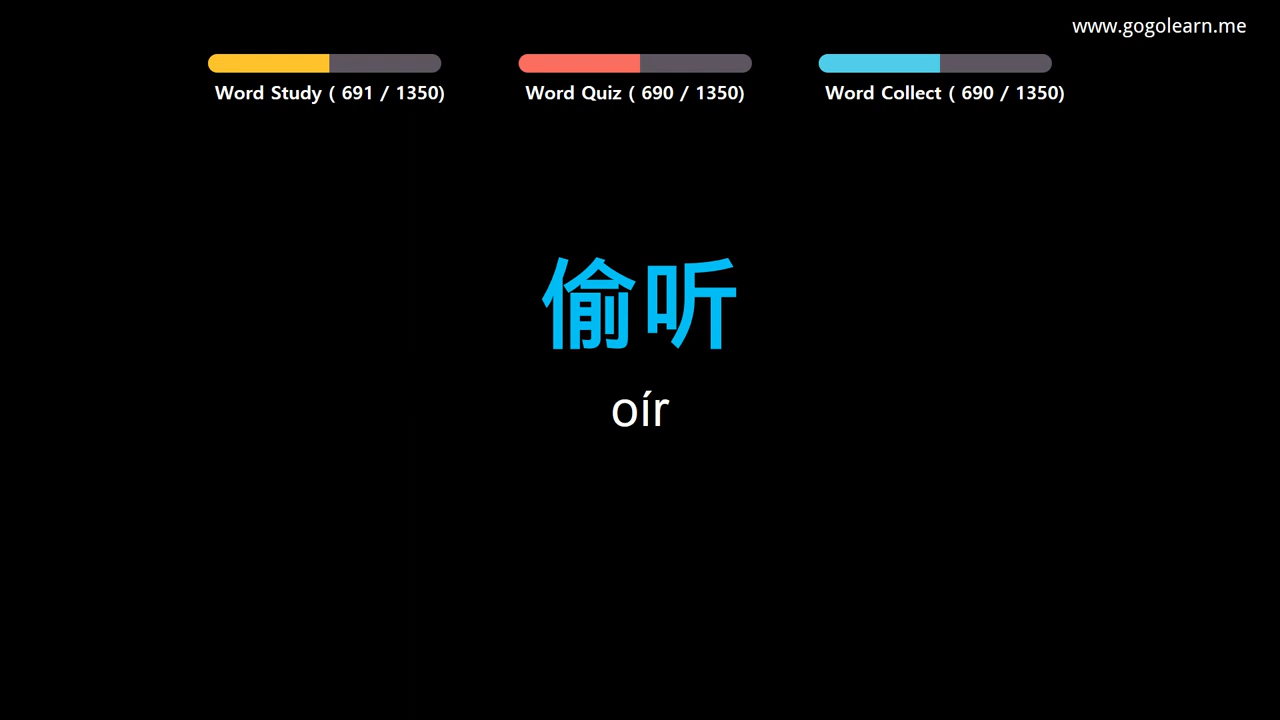 www.gogolearn.me
Word Study ( 691 / 1350)
Word Quiz ( 690 / 1350)
Word Collect ( 690 / 1350)
偷听
oír